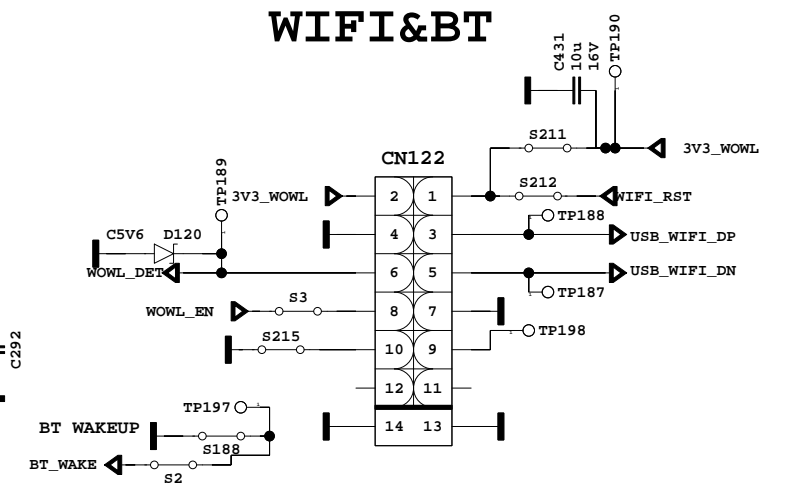 WIFI&BT
C431
10u
16V
TP190
S211
3V3_WOWL
CN122
TP189
3V3_WOWL
2
1
S212
WIFI_RST
TP188
4
3
USB_WIFI_DP
C5V6
D120
WOWL_DET
6
5
USB_WIFI_DN
TP187
WOWL_EN
S3
8
7
TP198
S215
10
9
C292
12
11
TP197
BT WAKEUP
S188
14
13
BT_WAKE
S2